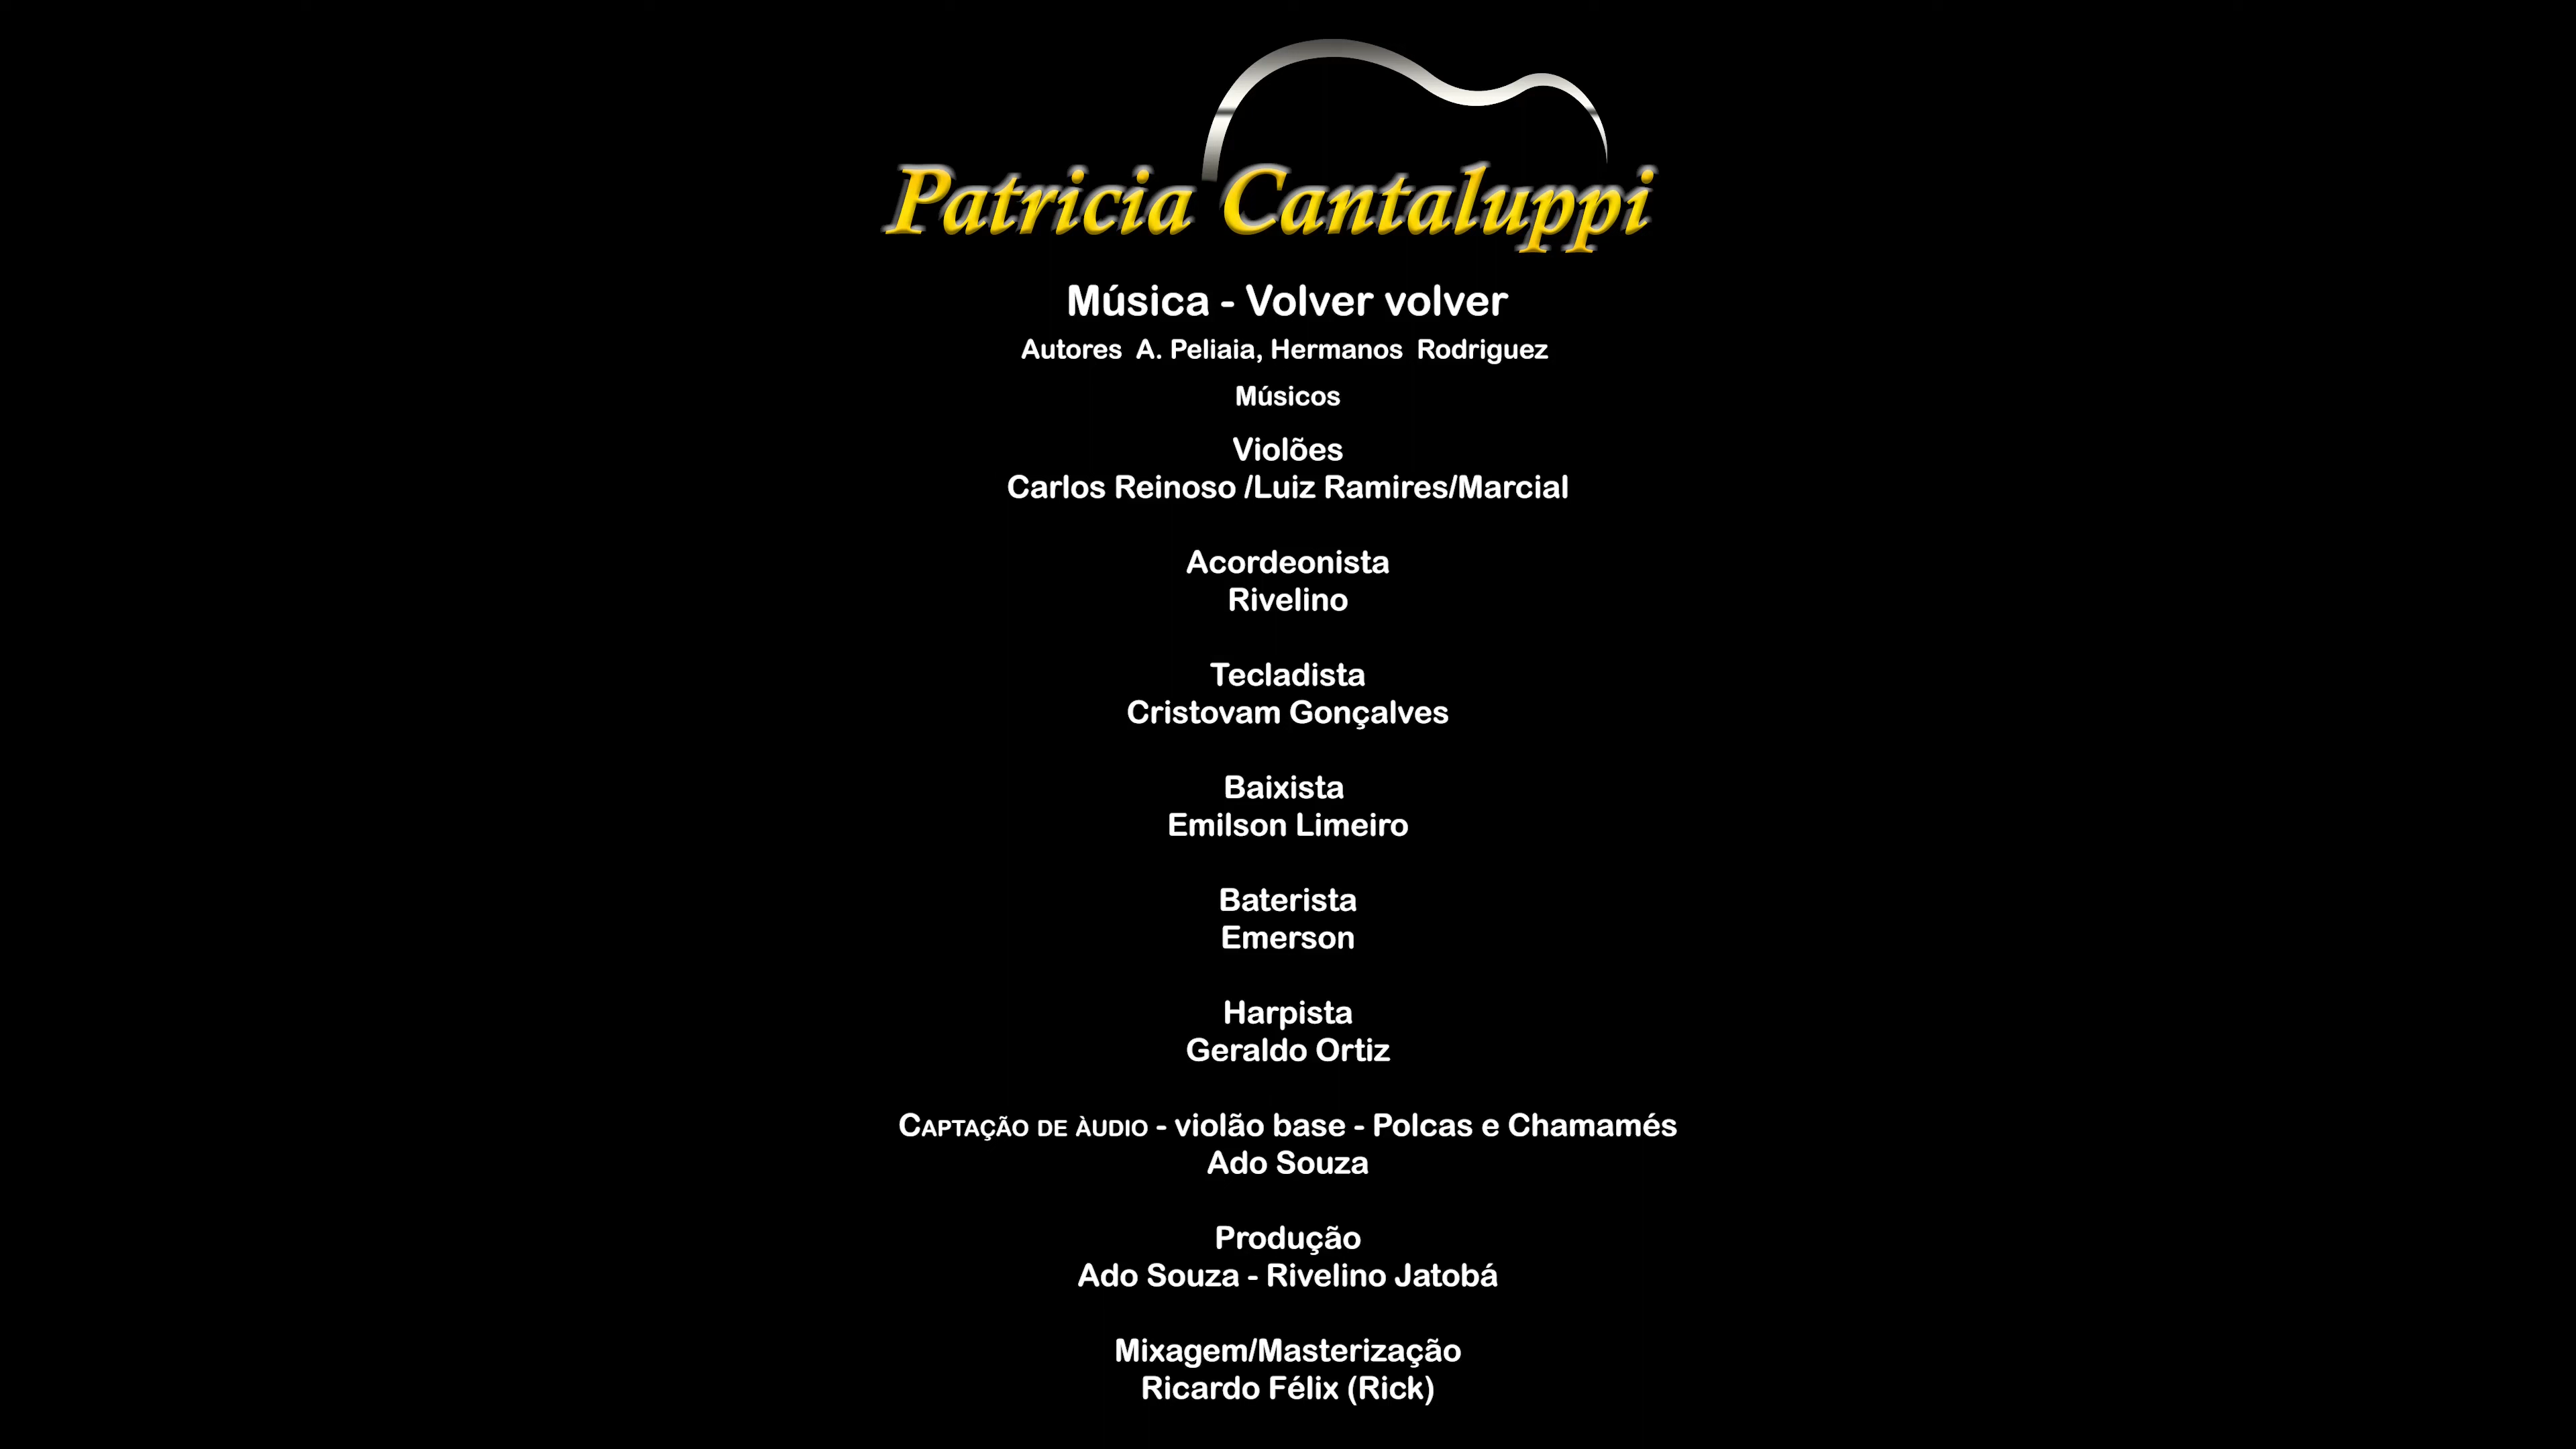 Patricia Cantaluppi
Música - Volver volver
Autores A. Peliaia, Hermanos Rodriguez
Músicos
Violões
Carlos Reinoso /Luiz Ramires/Marcial
Acordeonista
Rivelino
Tecladista
Cristovam Gonçalves
Baixista
Emilson Limeiro
Baterista
Emerson
Harpista
Geraldo Ortiz
CAPTAÇÃO DE ÀUDIO - violão base - Polcas e Chamamés
Ado Souza
Produção
Ado Souza - Rivelino Jatobá
Mixagem/Masterização
Ricardo Félix (Rick)